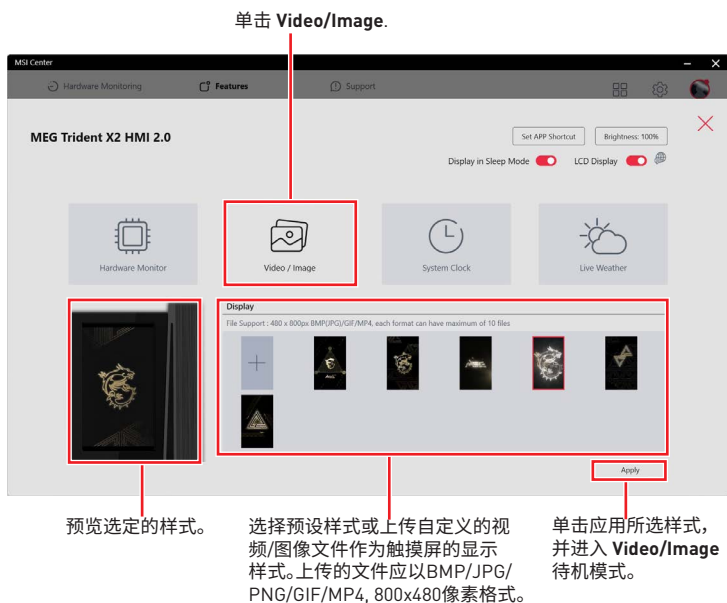 单击 Video/Image.
MSI Center
Hardware Monitoring
Features
Support
MEG Trident X2 HMI 2.0
Set APP Shortcut
Brightness: 100%
Display in Sleep Mode
LCD Display
Hardware Monitor
Video / Image
System Clock
Live Weather
Display
File Support : 480 x 800px BMP(JPG)/GIF/MP4, each format can have maximum of 10 files
Apply
预览选定的样式。
选择预设样式或上传自定义的视
频/图像文件作为触摸屏的显示
样式。上传的文件应以BMP/JPG/
PNG/GIF/MP4, 800x480像素格式。
单击应用所选样式，
并进入 Video/Image
待机模式。